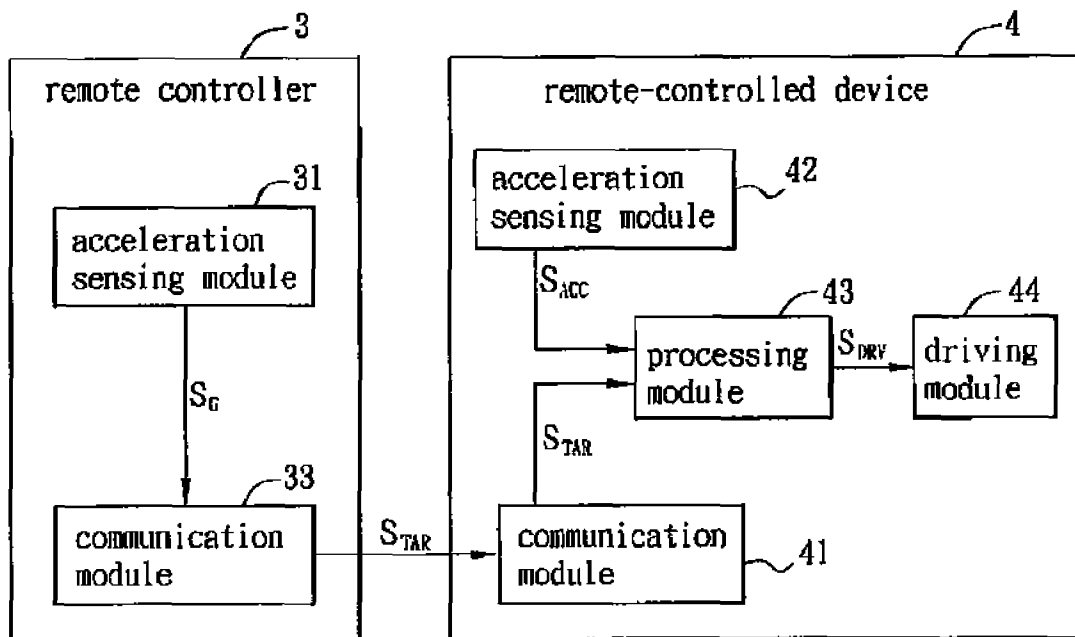 3
remote controller
31
acceleration
sensing module
S_G
33
communication
module
S_TAR
4
remote-controlled device
acceleration
sensing module
42
S_ACC
43
processing
module
S_DRV
44
driving
module
S_TAR
communication
module
41